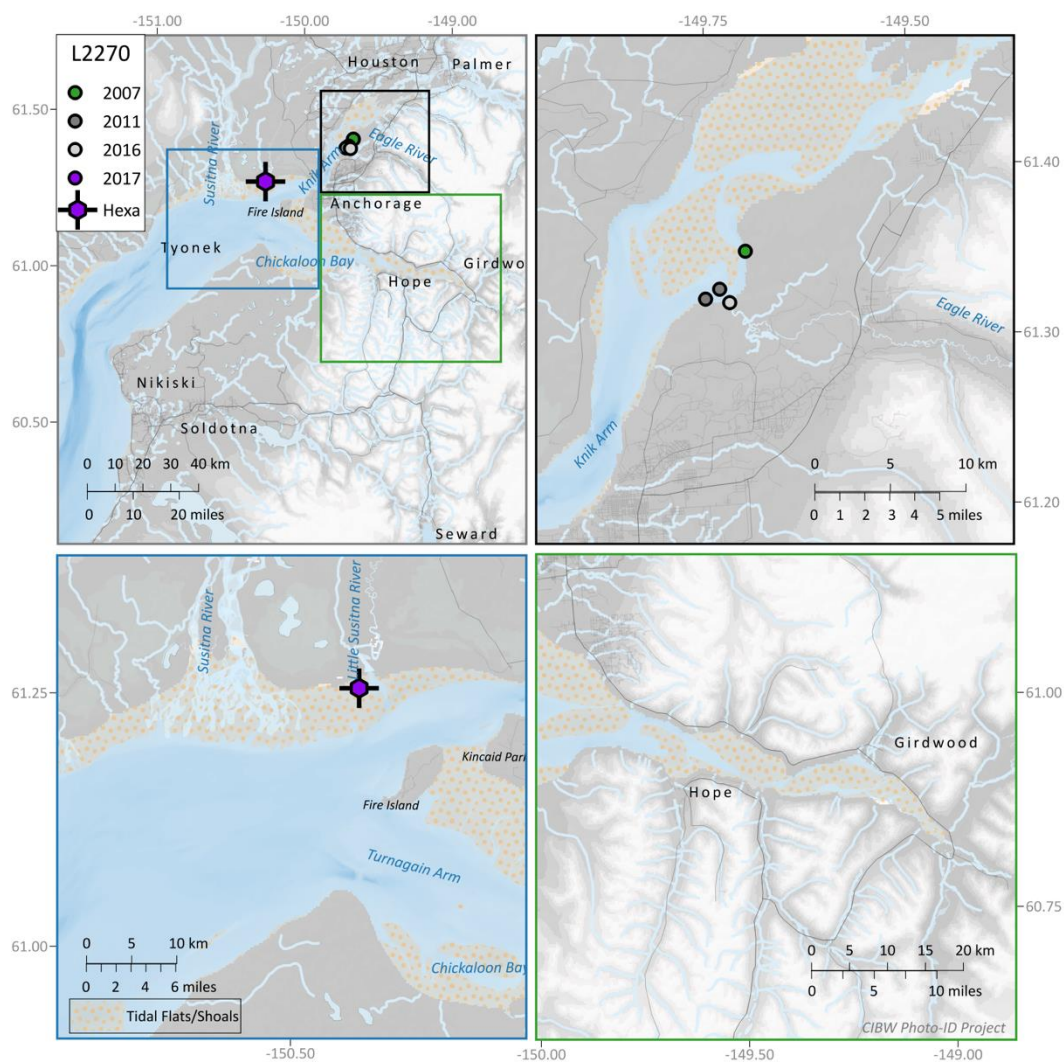 -151.00 -150.00 -149.00
L2270
2007
2011
2016
2017
Hexa
61.50
61.00
60.50
Houston
Palmer
Susitna River
Knik Arm
Eagle River
Fire Island
Anchorage
Tyonek
Chickaloon Bay
Girdwo
Hope
Nikiski
Soldotna
Seward
0 10 20 30 40 km
0 10 20 miles
-149.75 -149.50
61.40
61.30
61.20
Eagle River
Knik Arm
0 5 10 km
0 1 2 3 4 5 miles
Susitna River
Little Susitna River
61.25
61.00
Kincaid Par
Fire Island
Turnagain Arm
Chickaloon Bay
0 5 10 km
0 2 4 6 miles
Tidal Flats/Shoals
-150.50
61.00
60.75
Girdwood
Hope
0 5 10 15 20 km
0 5 10 miles
CIBW Photo-ID Project
-150.00 -149.50 -149.00